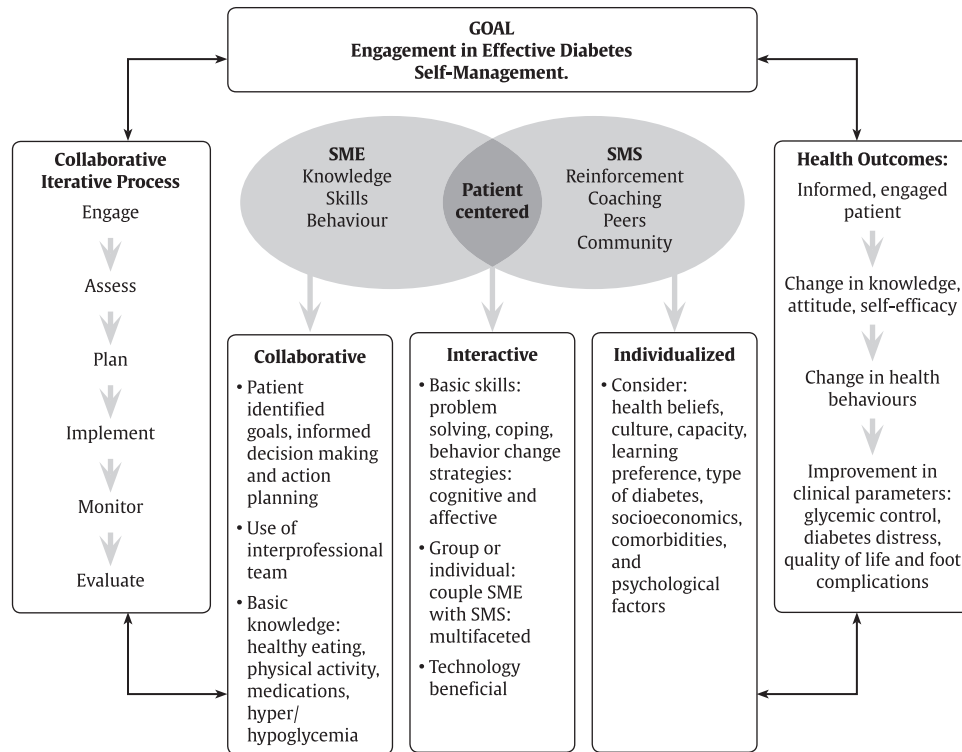 GOAL
Engagement in Effective Diabetes
Self-Management.
Collaborative
Iterative Process
Engage
Assess
Plan
Implement
Monitor
Evaluate
SME
Knowledge
Skills
Behaviour
Patient
centered
SMS
Reinforcement
Coaching
Peers
Community
Collaborative
• Patient
identified
goals, informed
decision making
and action
planning
• Use of
interprofessional
team
• Basic
knowledge:
healthy eating,
physical activity,
medications,
hyper/
hypoglycemia
Interactive
• Basic skills:
problem
solving, coping,
behavior change
strategies:
cognitive and
affective
• Group or
individual:
couple SME
with SMS:
multifaceted
• Technology
beneficial
Individualized
• Consider:
health beliefs,
culture, capacity,
learning
preference, type
of diabetes,
socioeconomics,
comorbidities,
and
psychological
factors
Health Outcomes:
Informed, engaged
patient
Change in knowledge,
attitude, self-efficacy
Change in health
behaviours
Improvement in
clinical parameters:
glycemic control,
diabetes distress,
quality of life and foot
complications